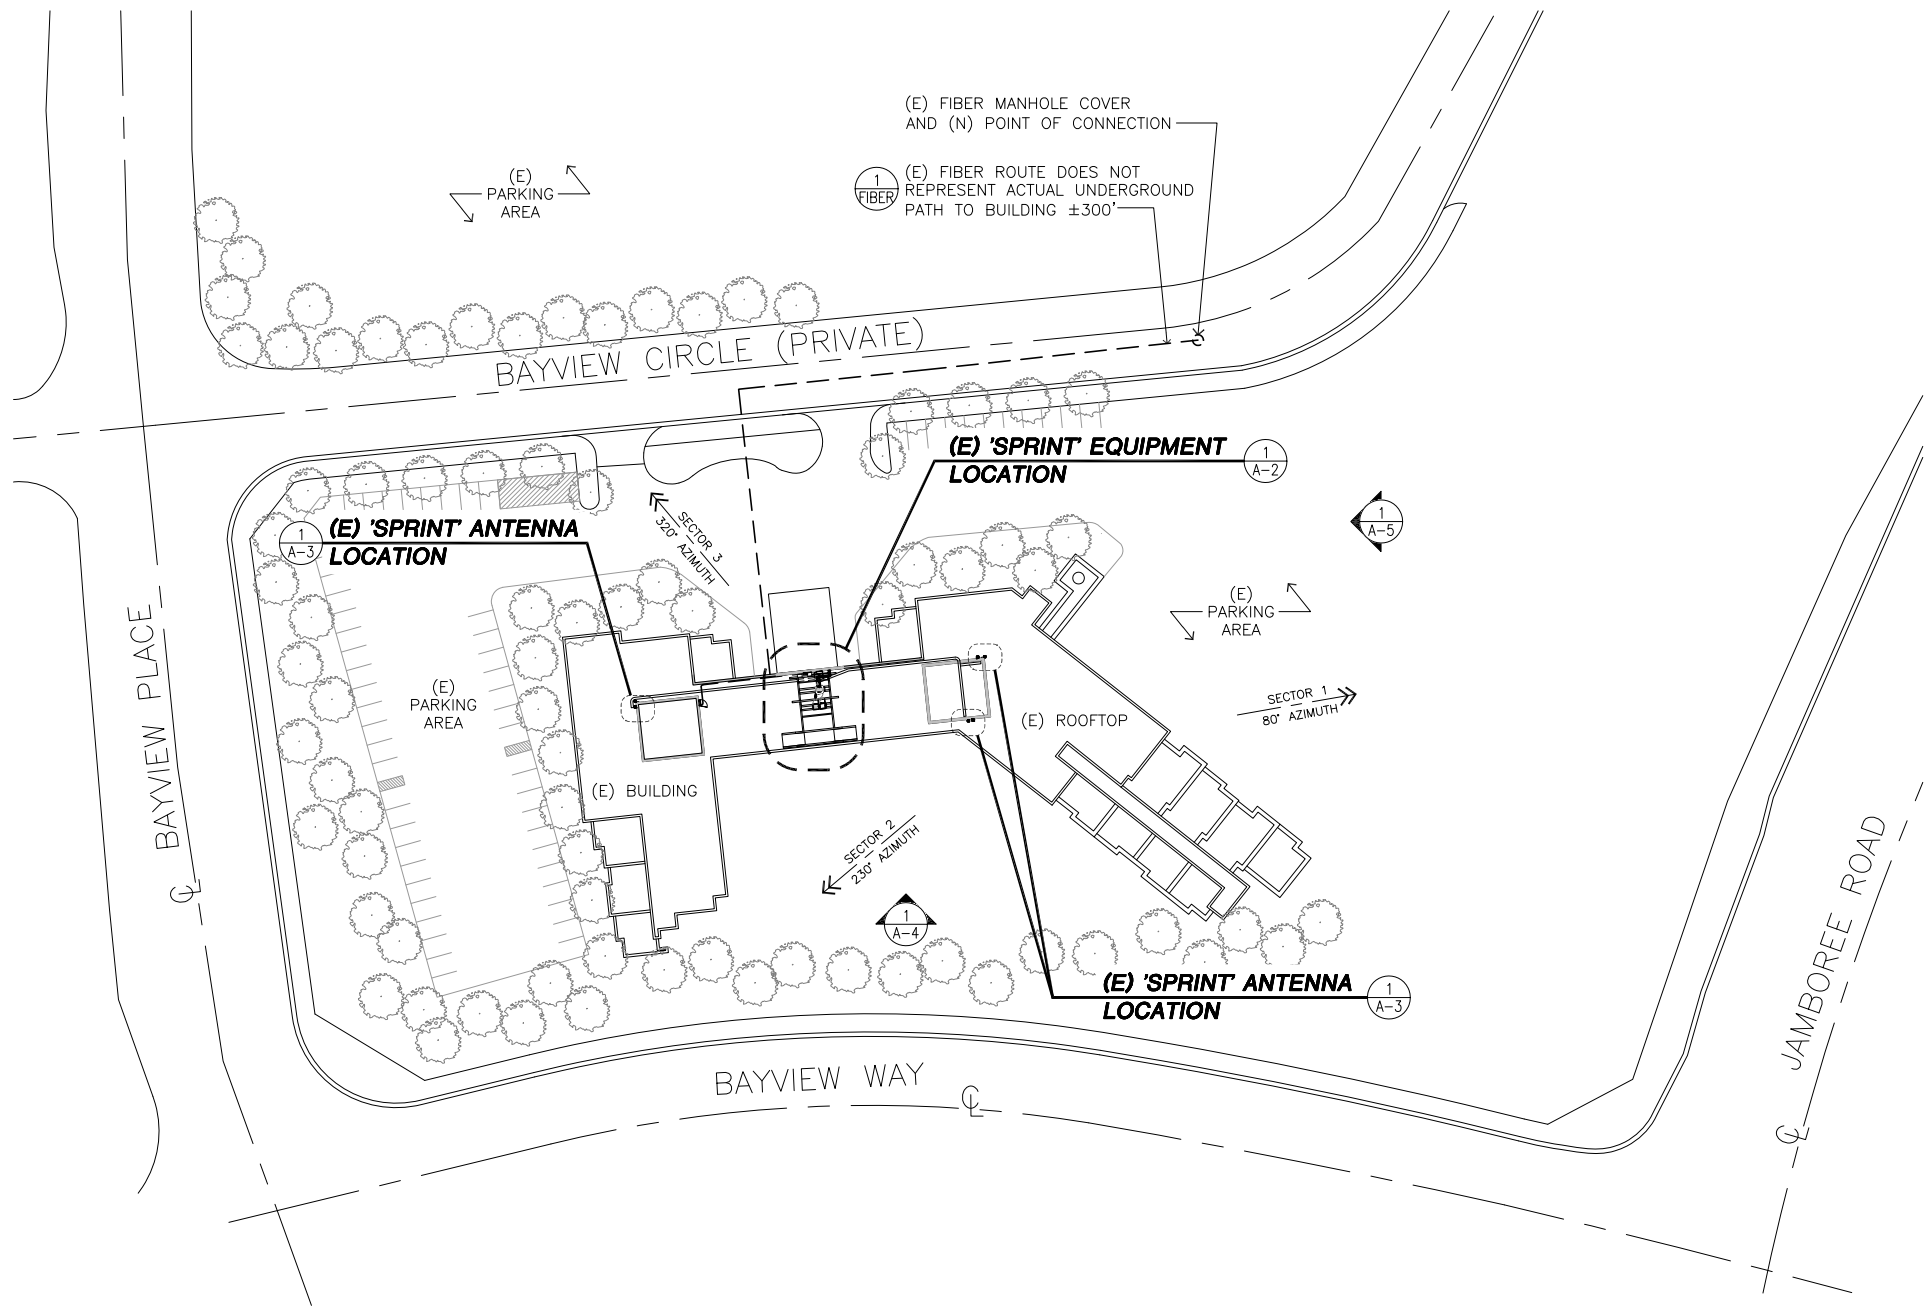 (E) FIBER MANHOLE COVER
AND (N) POINT OF CONNECTION
1
FIBER
(E) FIBER ROUTE DOES NOT
REPRESENT ACTUAL UNDERGROUND
PATH TO BUILDING ±300'
(E)
PARKING
AREA
BAYVIEW CIRCLE (PRIVATE)
(E) 'SPRINT' EQUIPMENT
LOCATION
1
A-2
1
A-3
(E) 'SPRINT' ANTENNA
LOCATION
SECTOR 3
320° AZIMUTH
1
A-5
(E)
PARKING
AREA
BAYVIEW PLACE
(E)
PARKING
AREA
SECTOR 1
80° AZIMUTH
(E) ROOFTOP
(E) BUILDING
SECTOR 2
230° AZIMUTH
℄
1
A-4
(E) 'SPRINT' ANTENNA
LOCATION
1
A-3
JAMBOREE ROAD
℄
BAYVIEW WAY
℄